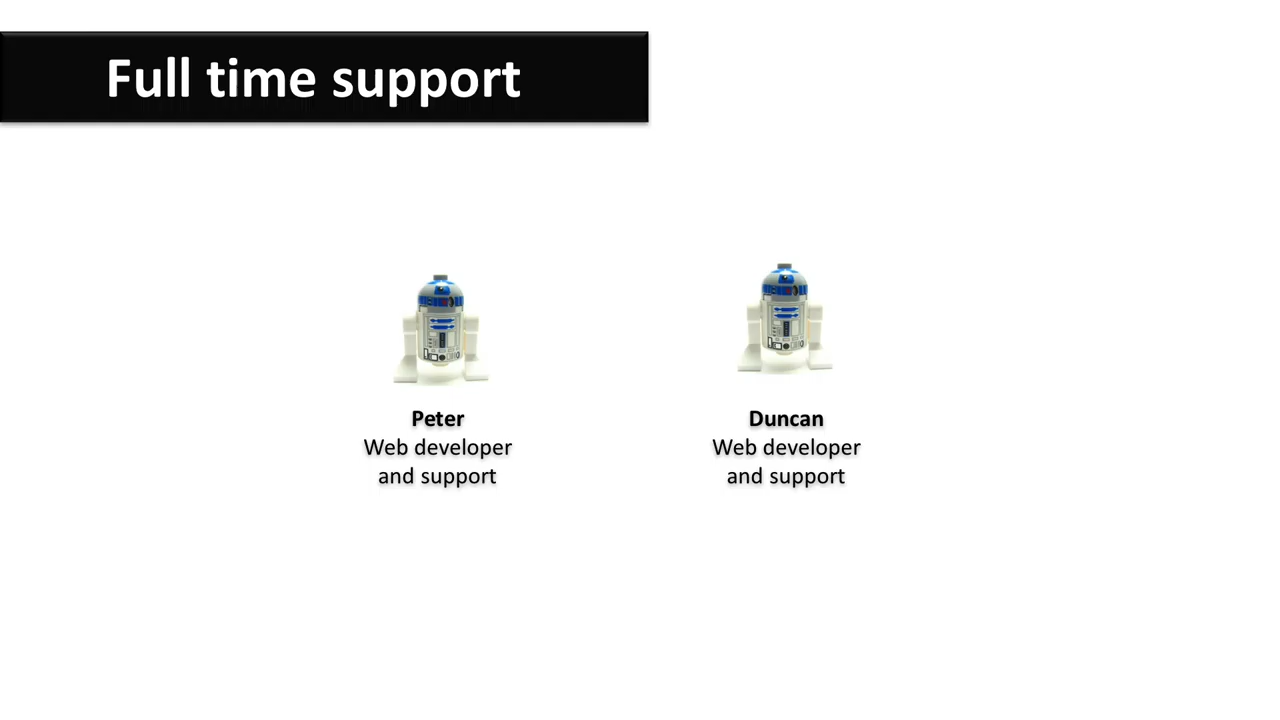 Full time support
Peter
Web developer
and support
Duncan
Web developer
and support